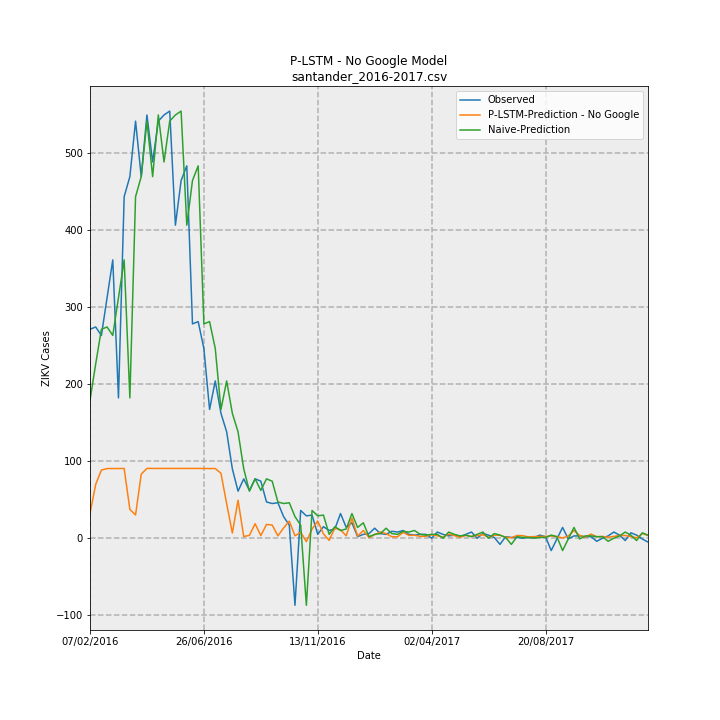 P-LSTM - No Google Model
santander_2016-2017.csv
Observed
P-LSTM-Prediction - No Google
Naive-Prediction
ZIKV Cases
500
400
300
200
100
0
−100
07/02/2016
26/06/2016
13/11/2016
02/04/2017
20/08/2017
Date